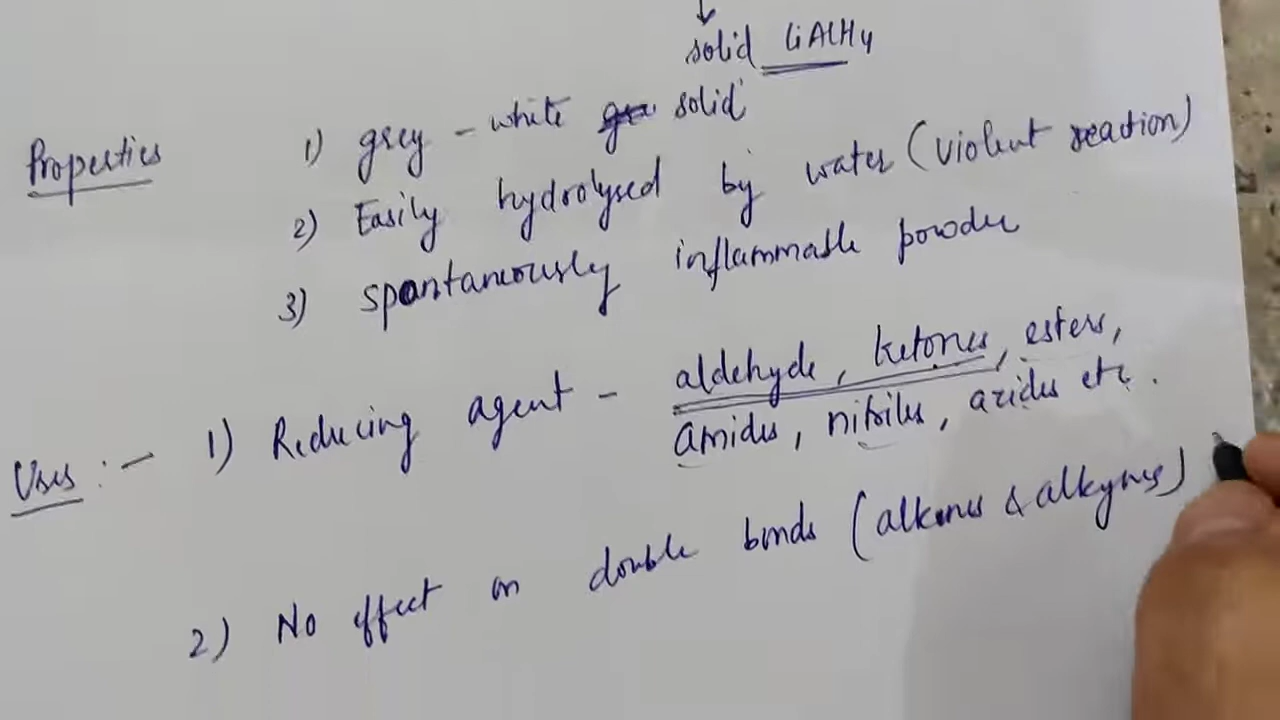 ↓
solid LiAlH4
Properties
1) grey - white solid
2) Easily hydrolysed by water (violent reaction)
3) spontaneously inflammable powder
Uses :- 1) Reducing agent - aldehyde, ketones, esters,
amides, nitriles, azides etc.
2) No effect on double bonds (alkenes & alkynes)